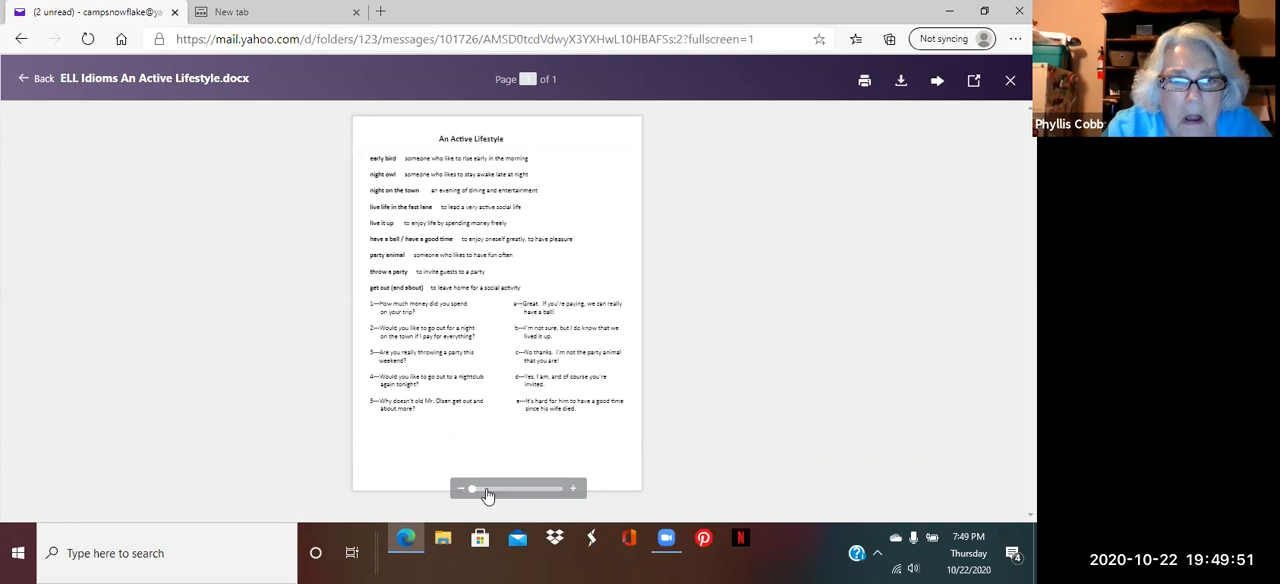 (2 unread) - campsnowflake@ya
New tab
https://mail.yahoo.com/d/folders/123/messages/101726/AMSD0tcdVdwyX3YXHwL10HBAFSs:2?fullscreen=1
Not syncing
Back ELL Idioms An Active Lifestyle.docx
Page 1 of 1
Phyllis Cobb
An Active Lifestyle
early bird someone who like to rise early in the morning
night owl someone who likes to stay awake late at night
night on the town an evening of dining and entertainment
live life in the fast lane to lead a very active social life
live it up to enjoy life by spending money freely
have a ball / have a good time to enjoy oneself greatly, to have pleasure
party animal someone who likes to have fun often
throw a party to invite guests to a party
get out (and about) to leave home for a social activity
1---How much money did you spend
on your trip?
a---Great. If you're paying, we can really
have a ball!
2---Would you like to go out for a night
on the town if I pay for everything?
b---I'm not sure, but I do know that we
lived it up.
3---Are you really throwing a party this
weekend?
c---No thanks. I'm not the party animal
that you are!
4---Would you like to go out to a nightclub
again tonight?
d---Yes, I am, and of course you're
invited.
5---Why doesn't old Mr. Olsen get out and
about more?
e---It's hard for him to have a good time
since his wife died.
Type here to search
7:49 PM
Thursday
10/22/2020
4
2020-10-22 19:49:51